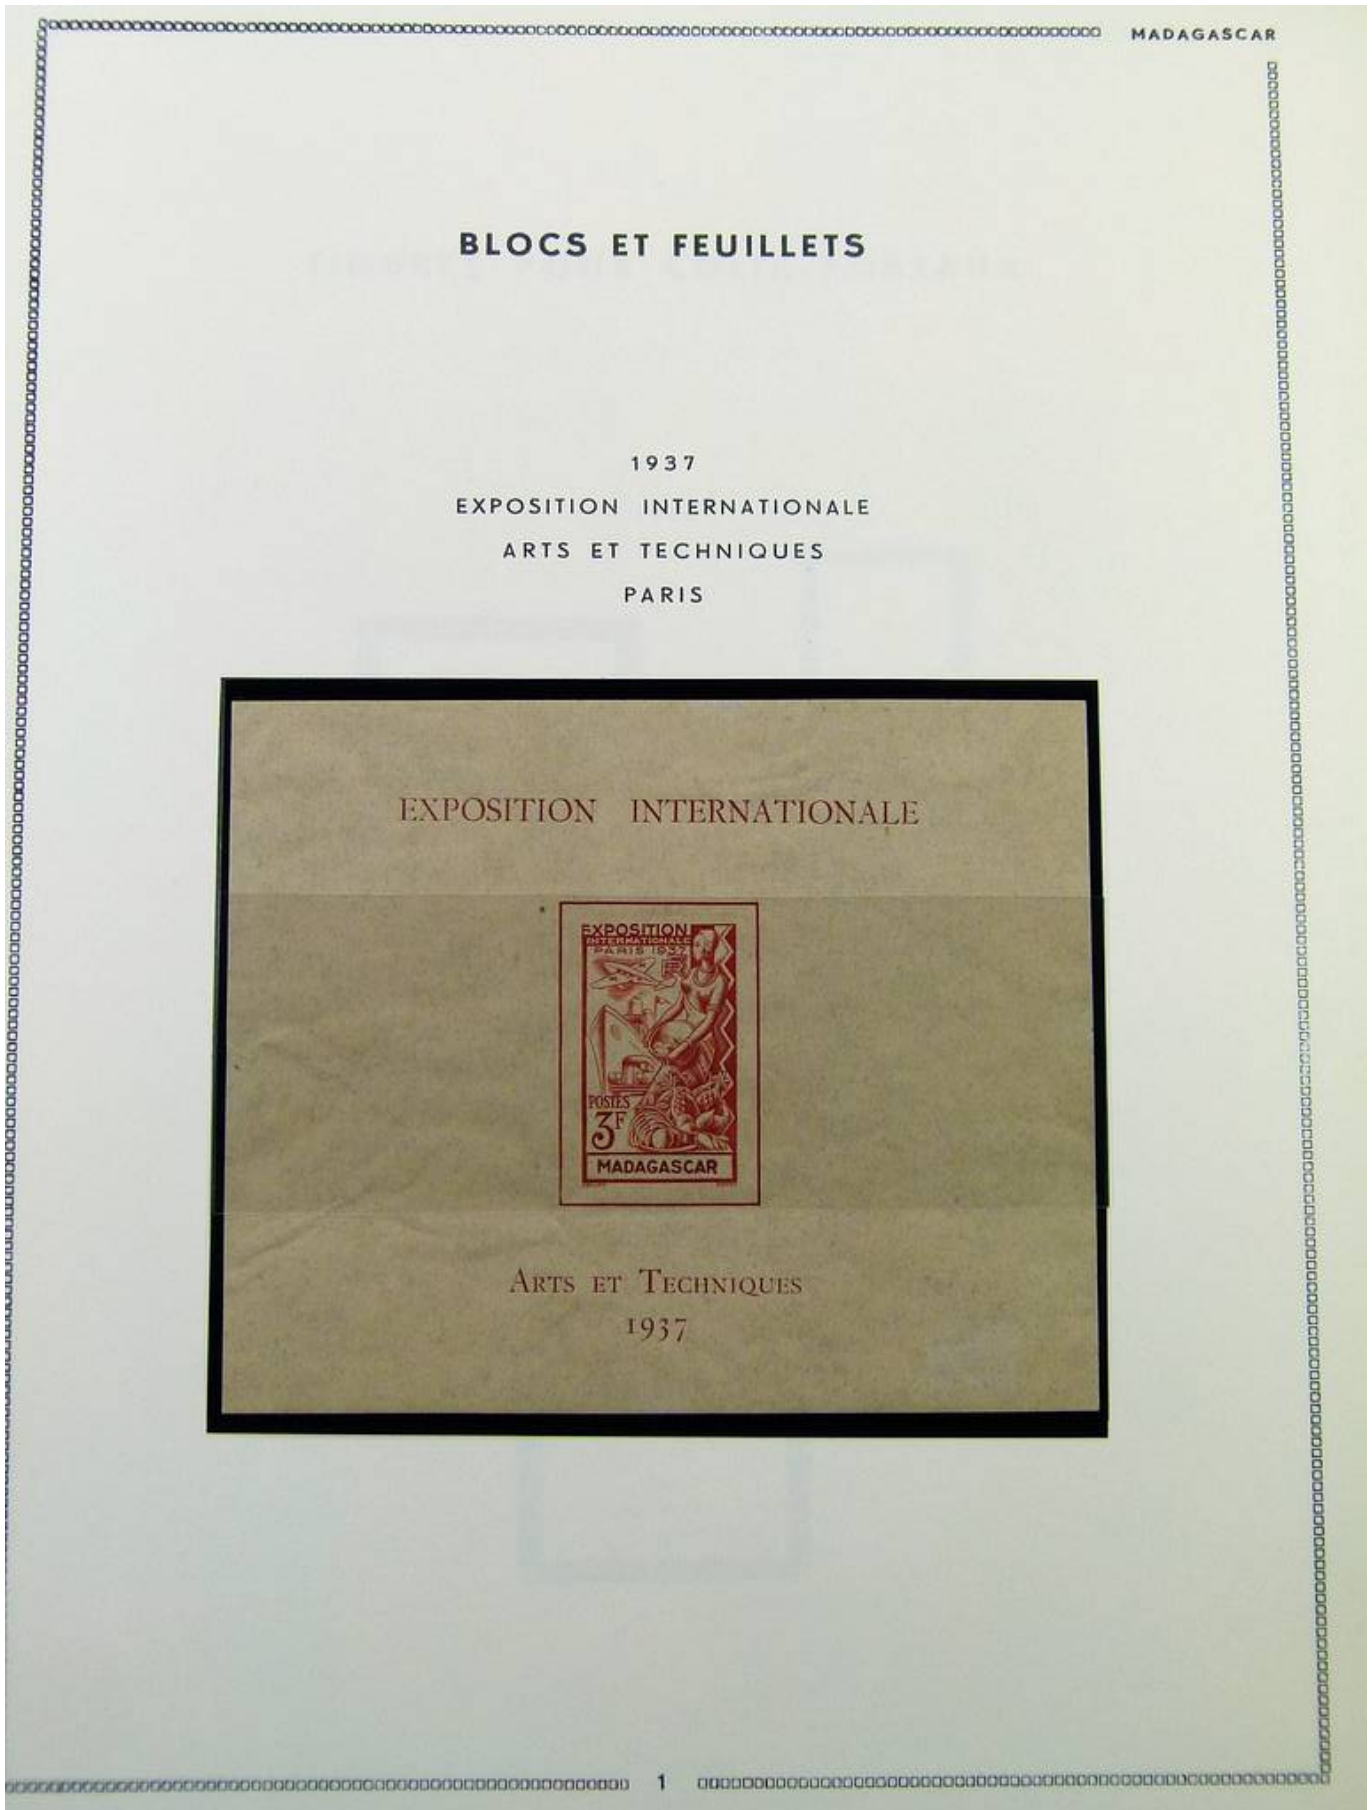 MADAGASCAR
BLOCS ET FEUILLETS
1937
EXPOSITION INTERNATIONALE
ARTS ET TECHNIQUES
PARIS
EXPOSITION INTERNATIONALE
EXPOSITION
INTERNATIONALE
PARIS 1937
RF
POSTES
3F
MADAGASCAR
ARTS ET TECHNIQUES
1937
1